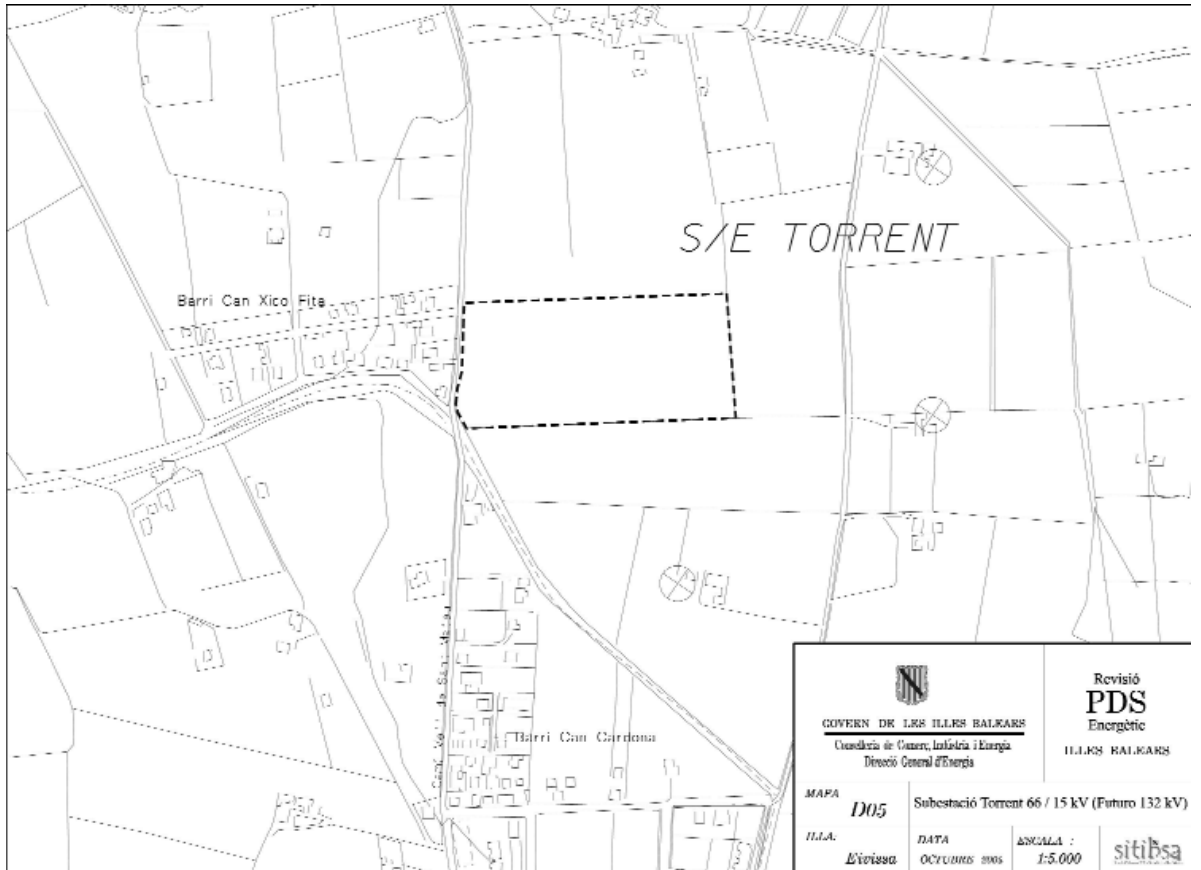 S/E TORRENT
Barri Can Xico Fita
Barri Can Cardona
GOVERN DE LES ILLES BALEARS
Conselleria de Comerç, Indústria i Energia
Direcció General d'Energia
Revisió
PDS
Energètic
ILLES BALEARS
MAPA
D05
Subestació Torrent 66 / 15 kV (Futuro 132 kV)
ILLA:
Eivissa
DATA
OCTUBRE
ESCALA :
1:5.000
sitibsa